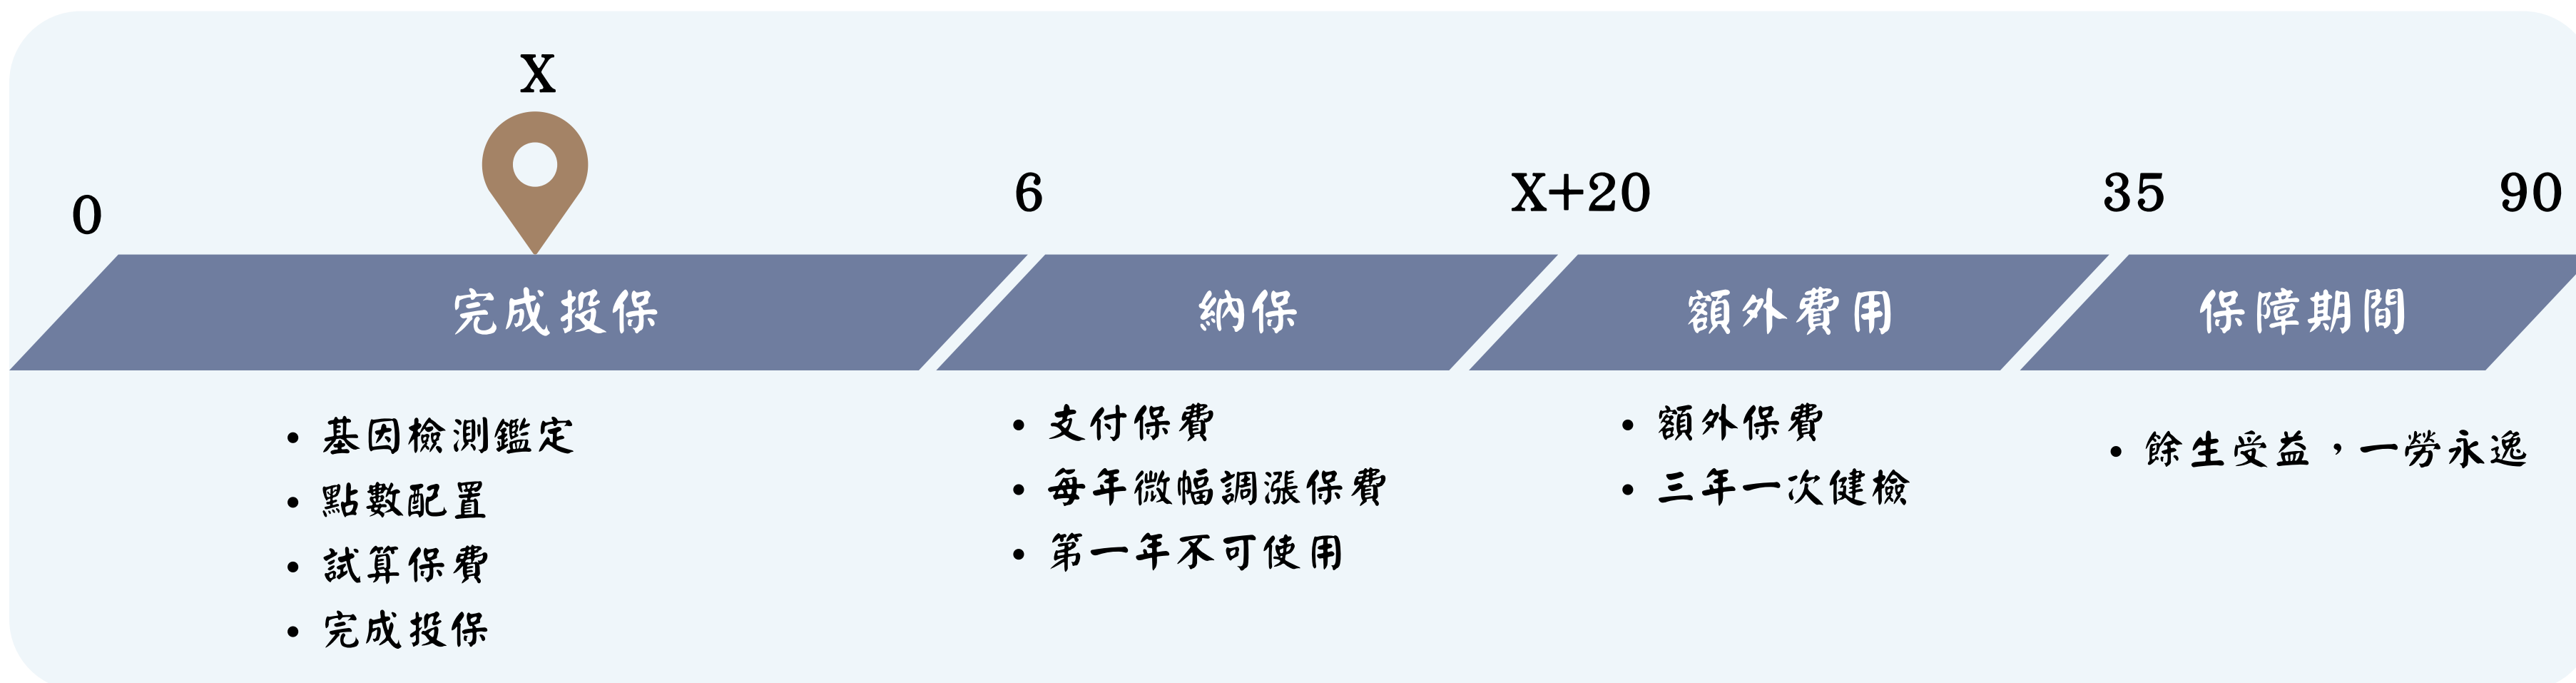 X
0
6
X+20
35
90
完成投保
納保
額外費用
保障期間
• 基因檢測鑑定
• 點數配置
• 試算保費
• 完成投保
• 支付保費
• 每年微幅調漲保費
• 第一年不可使用
• 額外保費
• 三年一次健檢
• 餘生受益，一勞永逸